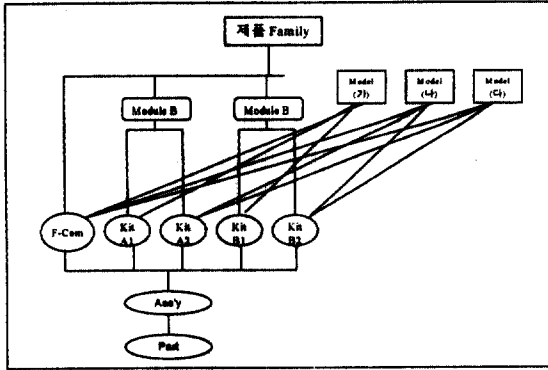 제품 Family
Model
(가)
Model
(나)
Model
(다)
Module B
Module B
F-Com
Kit
A1
Kit
A2
Kit
B1
Kit
B2
Ass'y
Part